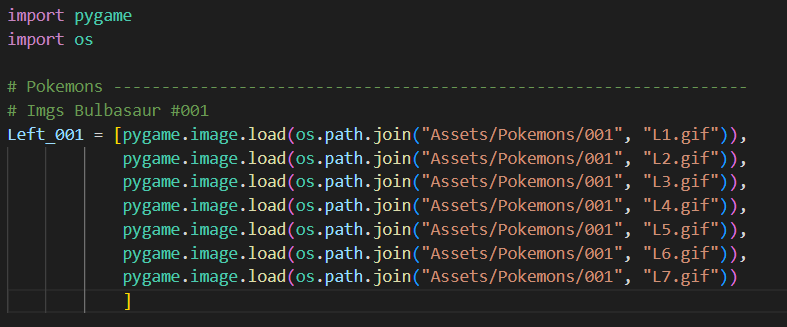 import pygame
import os
# Pokemons -----------------------------------------------------------------
# Imgs Bulbasaur #001
Left_001 = [pygame.image.load(os.path.join("Assets/Pokemons/001", "L1.gif")),
pygame.image.load(os.path.join("Assets/Pokemons/001", "L2.gif")),
pygame.image.load(os.path.join("Assets/Pokemons/001", "L3.gif")),
pygame.image.load(os.path.join("Assets/Pokemons/001", "L4.gif")),
pygame.image.load(os.path.join("Assets/Pokemons/001", "L5.gif")),
pygame.image.load(os.path.join("Assets/Pokemons/001", "L6.gif")),
pygame.image.load(os.path.join("Assets/Pokemons/001", "L7.gif"))
]